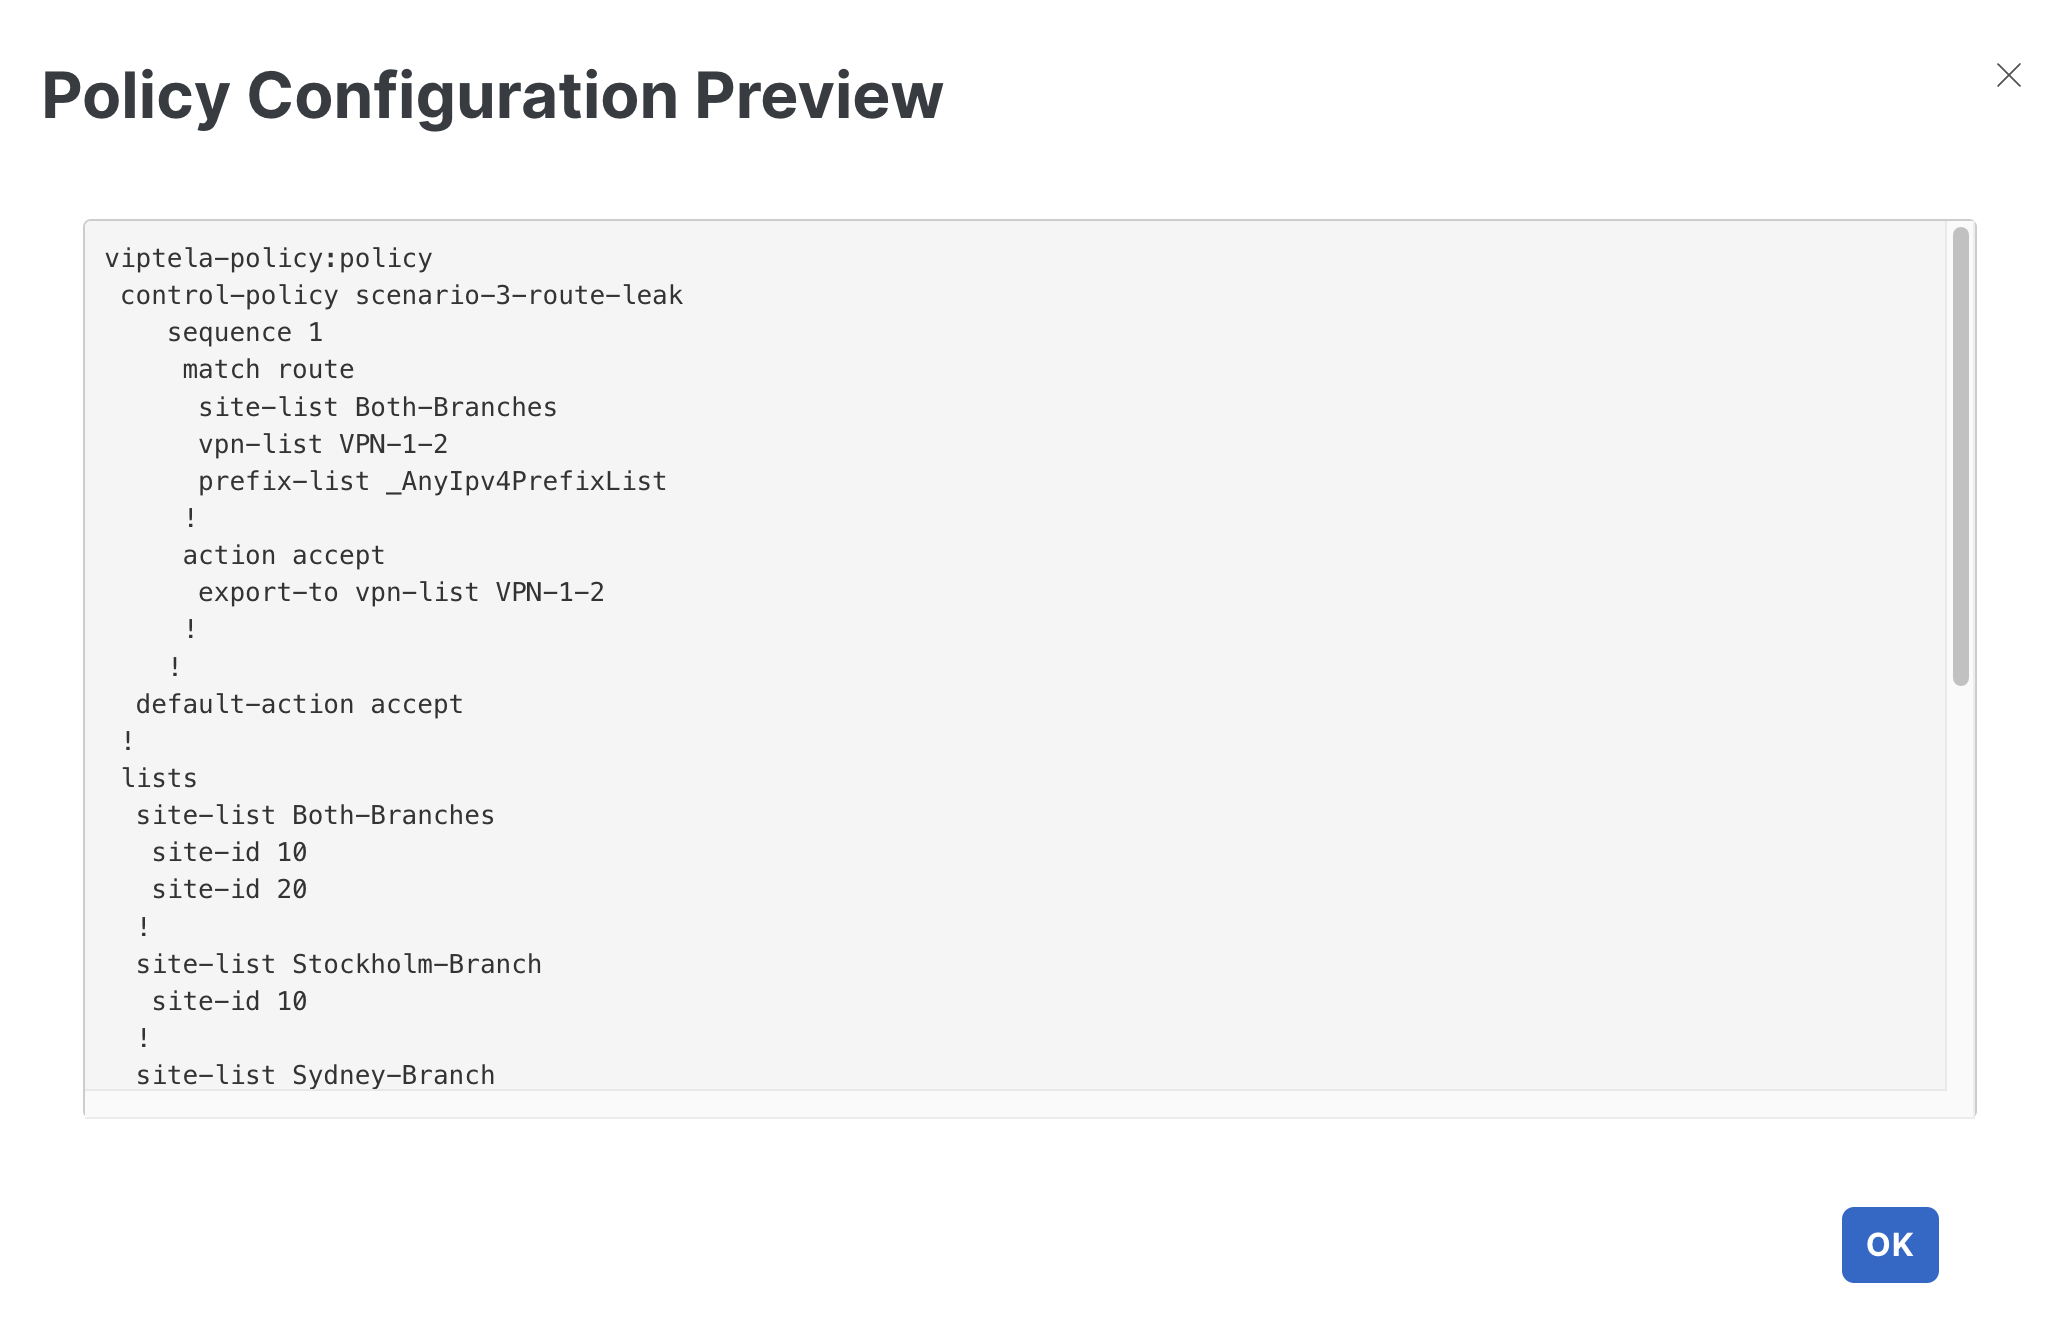 Policy Configuration Preview
viptela-policy:policy
 control-policy scenario-3-route-leak
    sequence 1
     match route
      site-list Both-Branches
      vpn-list VPN-1-2
      prefix-list _AnyIpv4PrefixList
     !
     action accept
      export-to vpn-list VPN-1-2
     !
    !
  default-action accept
 !
 lists
  site-list Both-Branches
   site-id 10
   site-id 20
  !
  site-list Stockholm-Branch
   site-id 10
  !
  site-list Sydney-Branch
OK